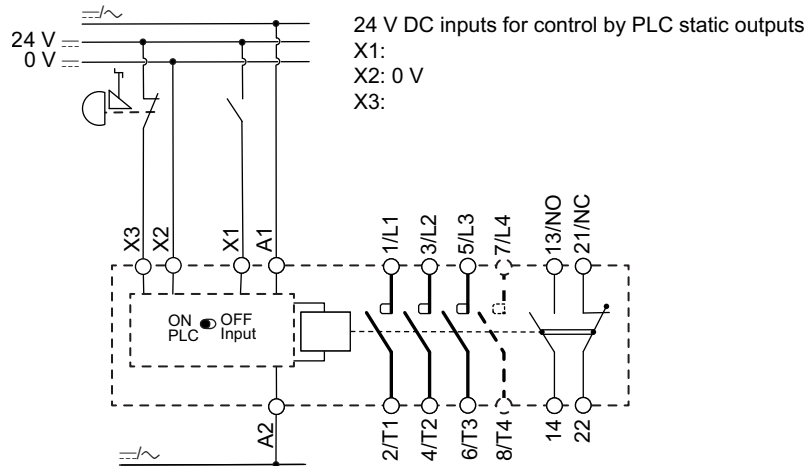 24 V
0 V
24 V DC inputs for control by PLC static outputs
X1:
X2: 0 V
X3:
X3
X2
X1
A1
1/L1
3/L2
5/L3
7/L4
13/NO
21/NC
ON OFF
PLC Input
A2
2/T1
4/T2
6/T3
8/T4
14
22